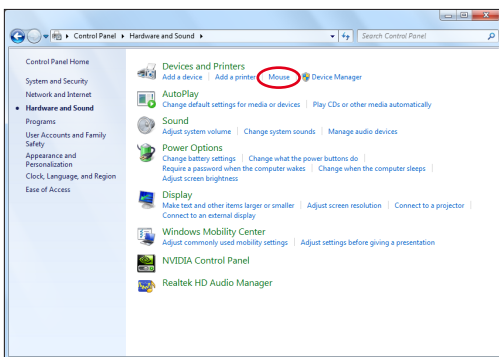 Control Panel ▸ Hardware and Sound ▸
Search Control Panel
Control Panel Home
System and Security
Network and Internet
Hardware and Sound
Programs
User Accounts and Family
Safety
Appearance and
Personalization
Clock, Language, and Region
Ease of Access
Devices and Printers
Add a device Add a printer Mouse Device Manager
AutoPlay
Change default settings for media or devices Play CDs or other media automatically
Sound
Adjust system volume Change system sounds Manage audio devices
Power Options
Change battery settings Change what the power buttons do
Require a password when the computer wakes Change when the computer sleeps
Adjust screen brightness
Display
Make text and other items larger or smaller Adjust screen resolution Connect to a projector
Connect to an external display
Windows Mobility Center
Adjust commonly used mobility settings Adjust settings before giving a presentation
NVIDIA Control Panel
Realtek HD Audio Manager